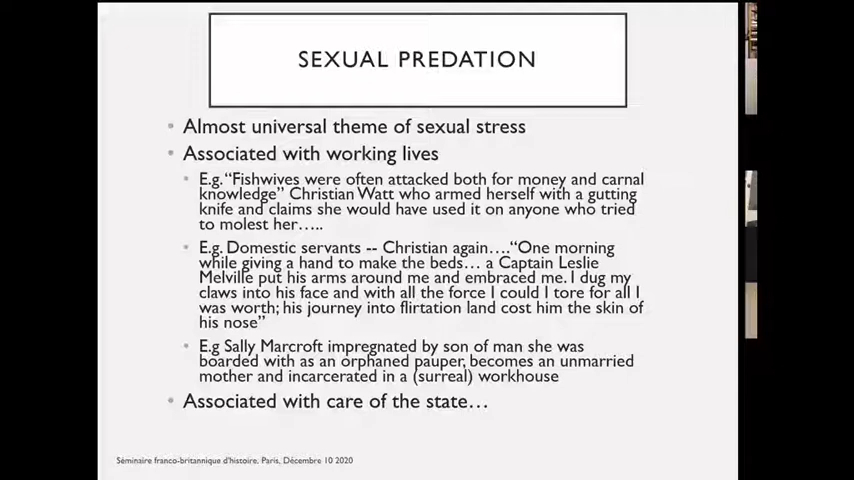 SEXUAL PREDATION
• Almost universal theme of sexual stress
• Associated with working lives
• E.g. “Fishwives were often attacked both for money and carnal
knowledge” Christian Watt who armed herself with a gutting
knife and claims she would have used it on anyone who tried
to molest her…..
• E.g. Domestic servants -- Christian again….“One morning
while giving a hand to make the beds… a Captain Leslie
Melville put his arms around me and embraced me. I dug my
claws into his face and with all the force I could I tore for all I
was worth; his journey into flirtation land cost him the skin of
his nose”
• E.g Sally Marcroft impregnated by son of man she was
boarded with as an orphaned pauper, becomes an unmarried
mother and incarcerated in a (surreal) workhouse
• Associated with care of the state…
Séminaire franco-britannique d'histoire. Paris, Décembre 10 2020